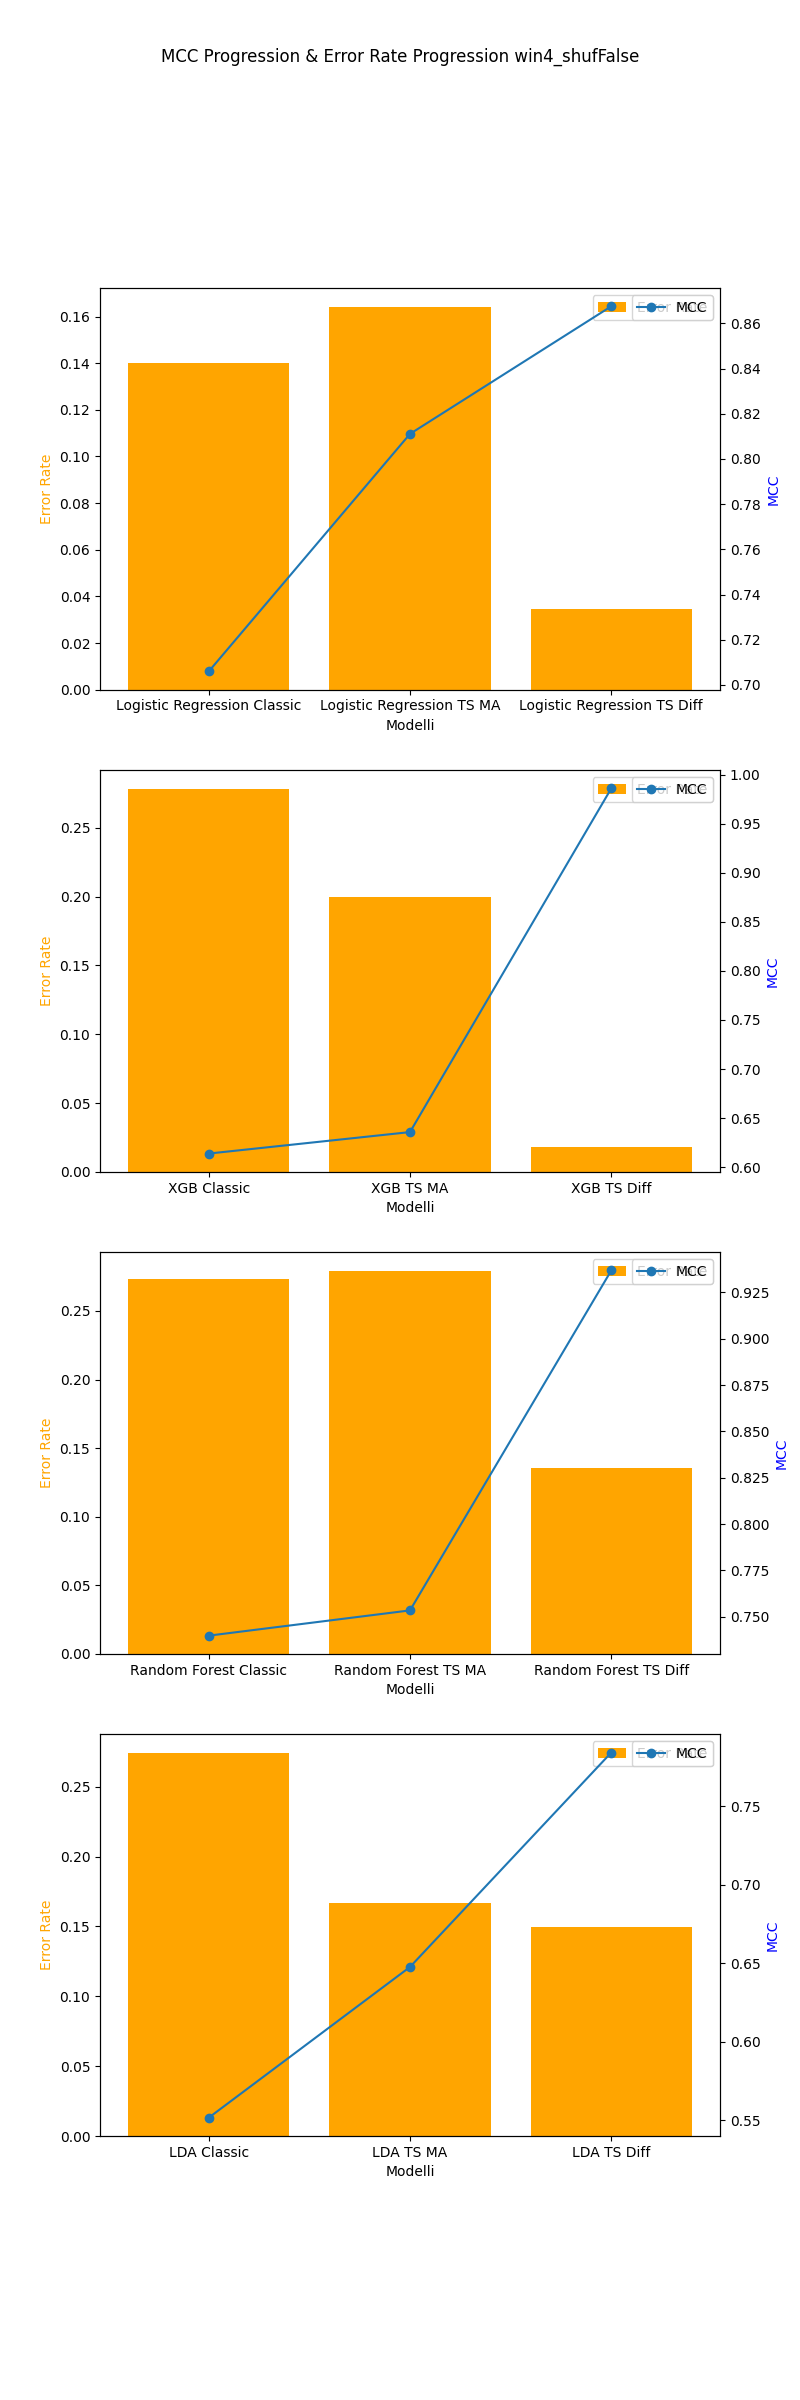 MCC Progression & Error Rate Progression win4_shufFalse
MCC
0.16
0.14
0.12
0.10
0.08
0.06
0.04
0.02
0.00
Error Rate
0.86
0.84
0.82
0.80
0.78
0.76
0.74
0.72
0.70
MCC
Logistic Regression Classic
Logistic Regression TS MA
Logistic Regression TS Diff
Modelli
MCC
0.25
0.20
0.15
0.10
0.05
0.00
Error Rate
1.00
0.95
0.90
0.85
0.80
0.75
0.70
0.65
0.60
MCC
XGB Classic
XGB TS MA
XGB TS Diff
Modelli
MCC
0.25
0.20
0.15
0.10
0.05
0.00
Error Rate
0.925
0.900
0.875
0.850
0.825
0.800
0.775
0.750
MCC
Random Forest Classic
Random Forest TS MA
Random Forest TS Diff
Modelli
MCC
0.25
0.20
0.15
0.10
0.05
0.00
Error Rate
0.75
0.70
0.65
0.60
0.55
MCC
LDA Classic
LDA TS MA
LDA TS Diff
Modelli